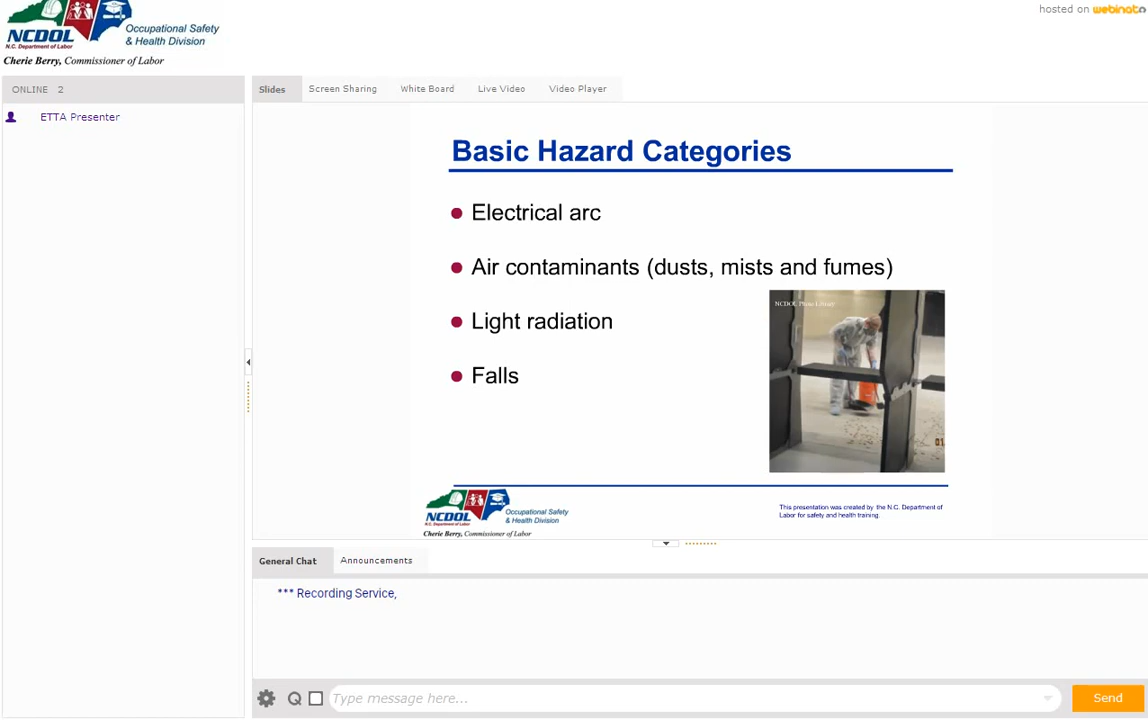 NCDOL
N.C. Department of Labor
Occupational Safety
& Health Division
Cherie Berry, Commissioner of Labor
hosted on webinato
ONLINE 2
ETTA Presenter
Slides
Screen Sharing
White Board
Live Video
Video Player
Basic Hazard Categories
Electrical arc
Air contaminants (dusts, mists and fumes)
Light radiation
Falls
NCDOL Photo Library
01
NCDOL
N.C. Department of Labor
Occupational Safety
& Health Division
Cherie Berry, Commissioner of Labor
This presentation was created by the N.C. Department of
Labor for safety and health training.
General Chat
Announcements
*** Recording Service,
Q
Type message here...
Send